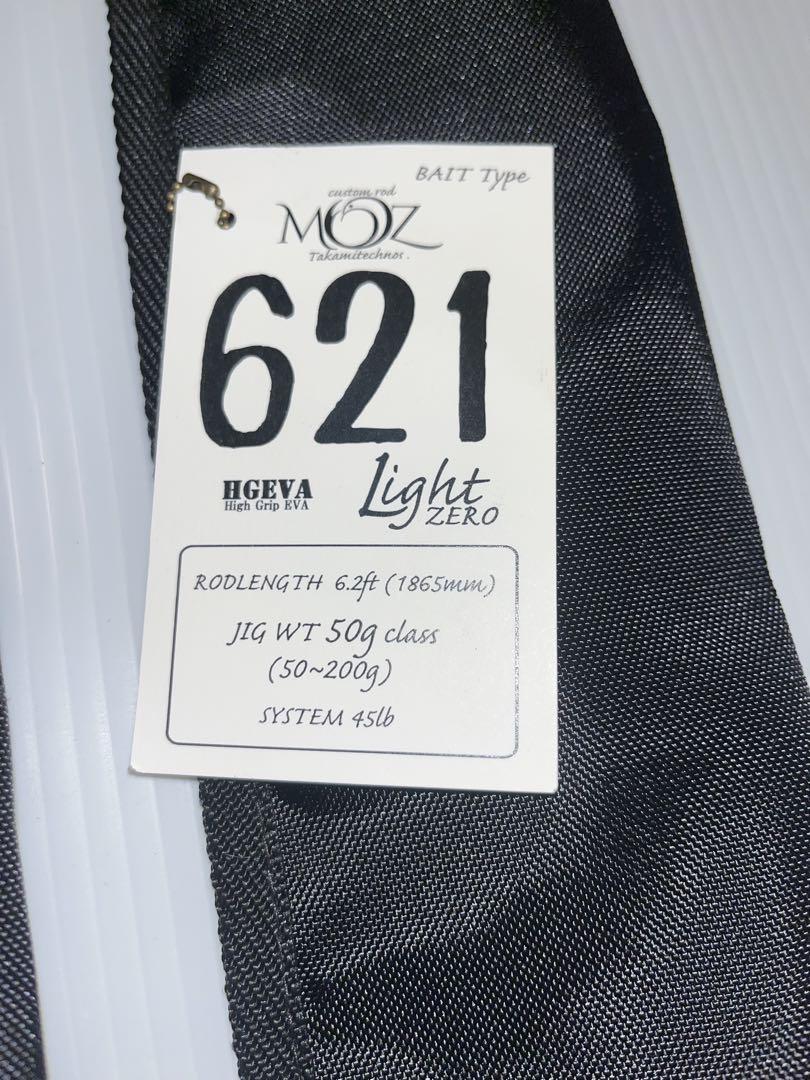 BAIT Type
custom rod
MOZ
Takamitechnos.
621
HGEVA
High Grip EVA
Light
ZERO
RODLENGTH 6.2ft (1865mm)
JIG WT 50g class
(50~200g)
SYSTEM 45lb